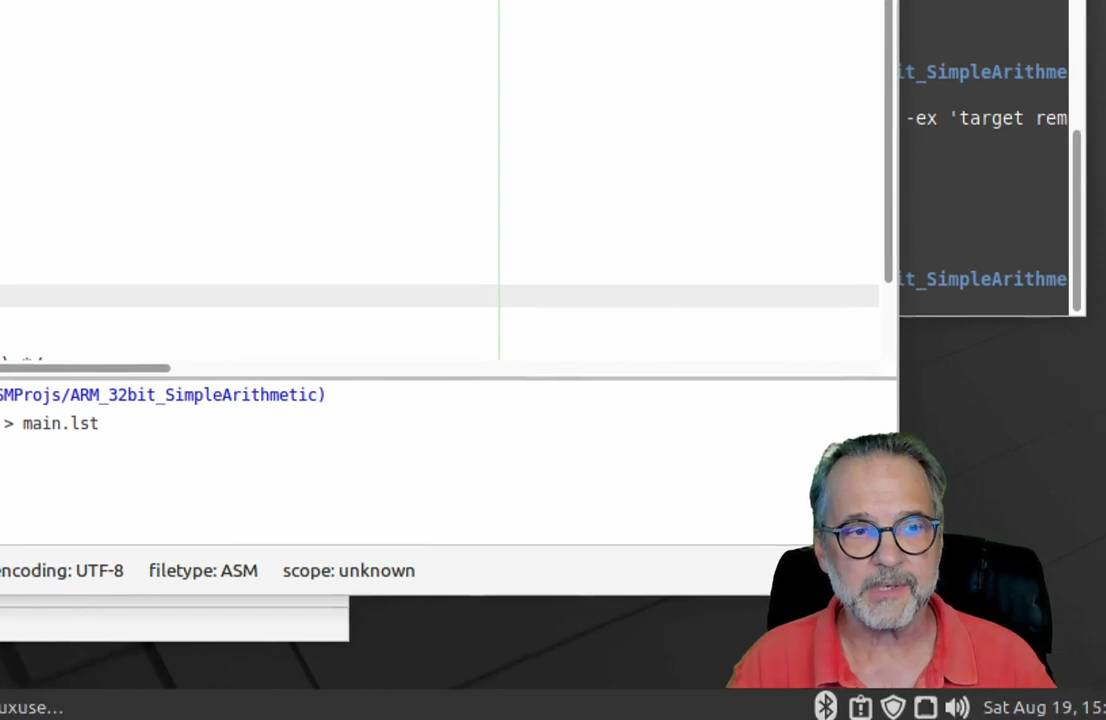 it_SimpleArithme
-ex 'target rem
it_SimpleArithme
SMProjs/ARM_32bit_SimpleArithmetic)
> main.lst
encoding: UTF-8 filetype: ASM scope: unknown
uxuse...
Sat Aug 19, 15: